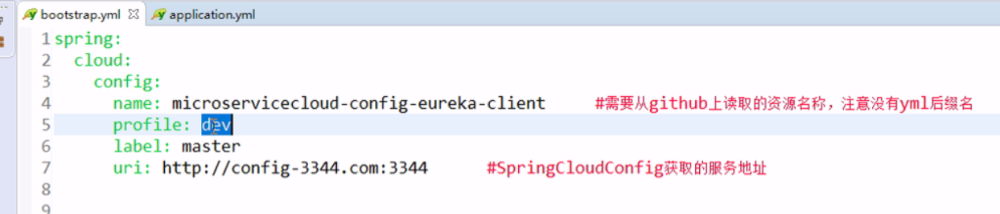 bootstrap.yml application.yml
1 spring:
2 cloud:
3 config:
4 name: microservicecloud-config-eureka-client #需要从github上读取的资源名称，注意没有yml后缀名
5 profile: dev
6 label: master
7 uri: http://config-3344.com:3344 #SpringCloudConfig获取的服务地址
8
9